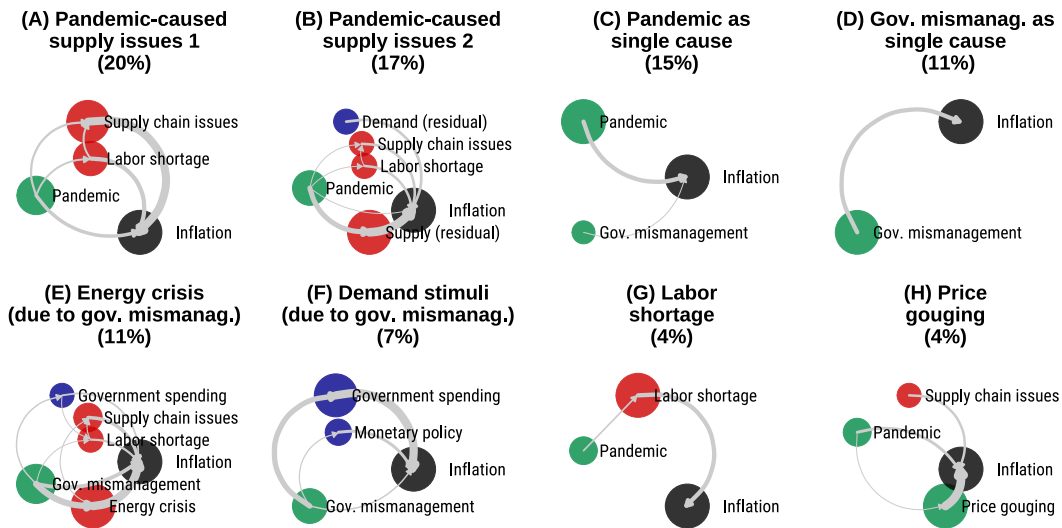 (A) Pandemic-caused
supply issues 1
(20%)
Supply chain issues
Labor shortage
Pandemic
Inflation
(B) Pandemic-caused
supply issues 2
(17%)
Demand (residual)
Supply chain issues
Labor shortage
Pandemic
Inflation
Supply (residual)
(C) Pandemic as
single cause
(15%)
Pandemic
Inflation
Gov. mismanagement
(D) Gov. mismanag. as
single cause
(11%)
Inflation
Gov. mismanagement
(E) Energy crisis
(due to gov. mismanag.)
(11%)
Government spending
Supply chain issues
Labor shortage
Inflation
Gov. mismanagement
Energy crisis
(F) Demand stimuli
(due to gov. mismanag.)
(7%)
Government spending
Monetary policy
Inflation
Gov. mismanagement
(G) Labor
shortage
(4%)
Labor shortage
Pandemic
Inflation
(H) Price
gouging
(4%)
Supply chain issues
Pandemic
Inflation
Price gouging